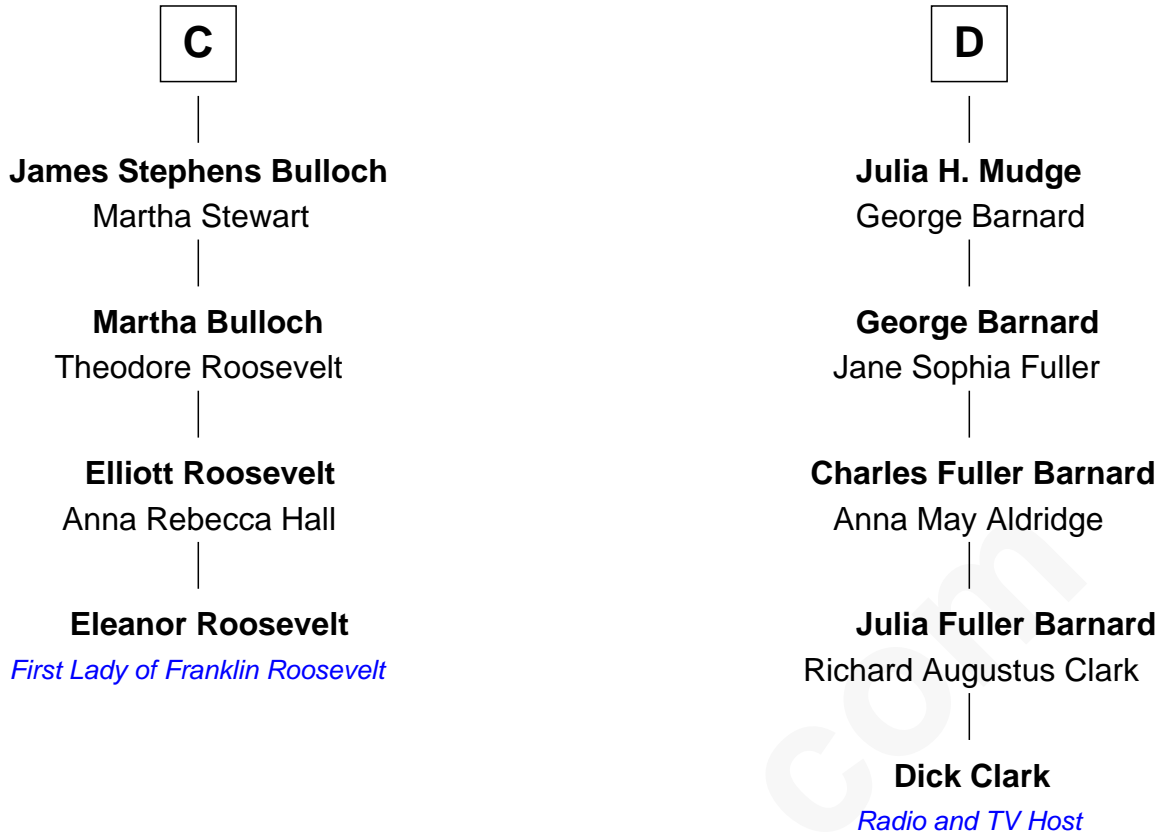 C
James Stephens Bulloch
Martha Stewart
Martha Bulloch
Theodore Roosevelt
Elliott Roosevelt
Anna Rebecca Hall
Eleanor Roosevelt
First Lady of Franklin Roosevelt
D
Julia H. Mudge
George Barnard
George Barnard
Jane Sophia Fuller
Charles Fuller Barnard
Anna May Aldridge
Julia Fuller Barnard
Richard Augustus Clark
Dick Clark
Radio and TV Host
com